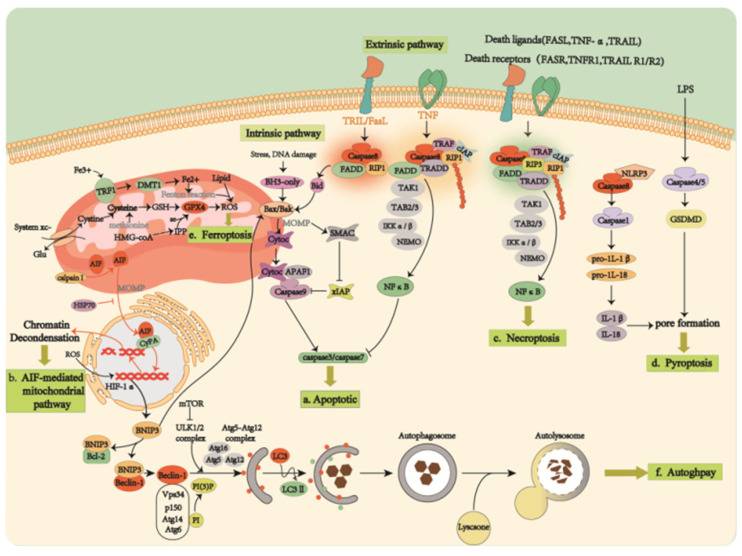 Extrinsic pathway
Death ligands(FASL,TNF- α ,TRAIL)
Death receptors (FASR,TNFR1,TRAIL R1/R2)
LPS
TRIL/FasL
TNF
Intrinsic pathway
Stress, DNA damage
BH3-only
Bid
Bax/Bak
MOMP
Cytoc
SMAC
Cytoc
APAF1
Caspase9
xIAP
Caspase8
FADD
RIP1
TRAF
cIAP
Caspase8
RIP1
FADD
TRADD
TAK1
TAB2/3
IKK α / β
NEMO
NF κ B
caspase3/caspase7
a. Apoptotic
TRAF
cIAP
RIP3
RIP1
FADD
TRADD
TAK1
TAB2/3
IKK α / β
NEMO
NF κ B
c. Necroptosis
NLRP3
Caspase8
Caspase1
pro-1L-1 β
pro-1L-18
IL-1 β
IL-18
Caspase4/5
GSDMD
pore formation
d. Pyroptosis
Fe3+
TRF1
DMT1
Fe2+
Lipid
Fenton reaction
Cysteine
GSH
GPX4
ROS
Cystine
methionine
se
System xc-
HMG-coA
IPP
e. Ferroptosis
Glu
AIF
AIF
calpain I
MOMP
HSP70
Chromatin
Decondensation
AIF
CyPA
ROS
HIF-1 α
b. AIF-mediated
mitochondrial
pathway
BNIP3
BNIP3
Bcl-2
BNIP3
Beclin-1
mTOR
ULK1/2
complex
Beclin-1
Vps34
p150
Atg14
Atg6
PI(3)P
PI
Atg5-Atg12
complex
Atg16
Atg5
Atg12
LC3
LC3 II
Autophagosome
Autolysosome
Lycsaone
f. Autoghpay